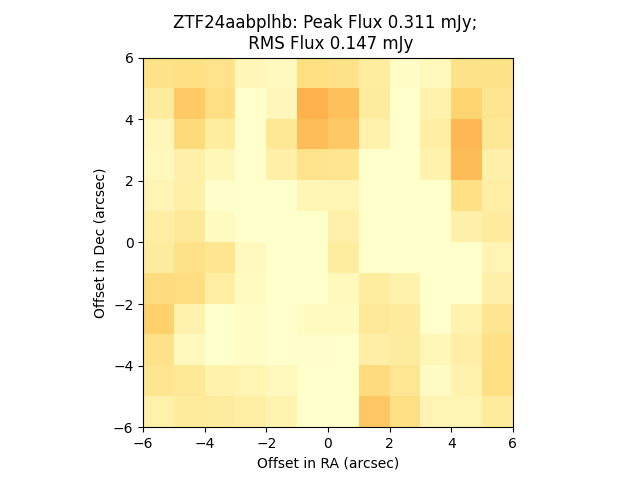 ZTF24aabplhb: Peak Flux 0.311 mJy;
RMS Flux 0.147 mJy
6
4
2
0
−2
−4
−6
Offset in Dec (arcsec)
−6 −4 −2 0 2 4 6
Offset in RA (arcsec)